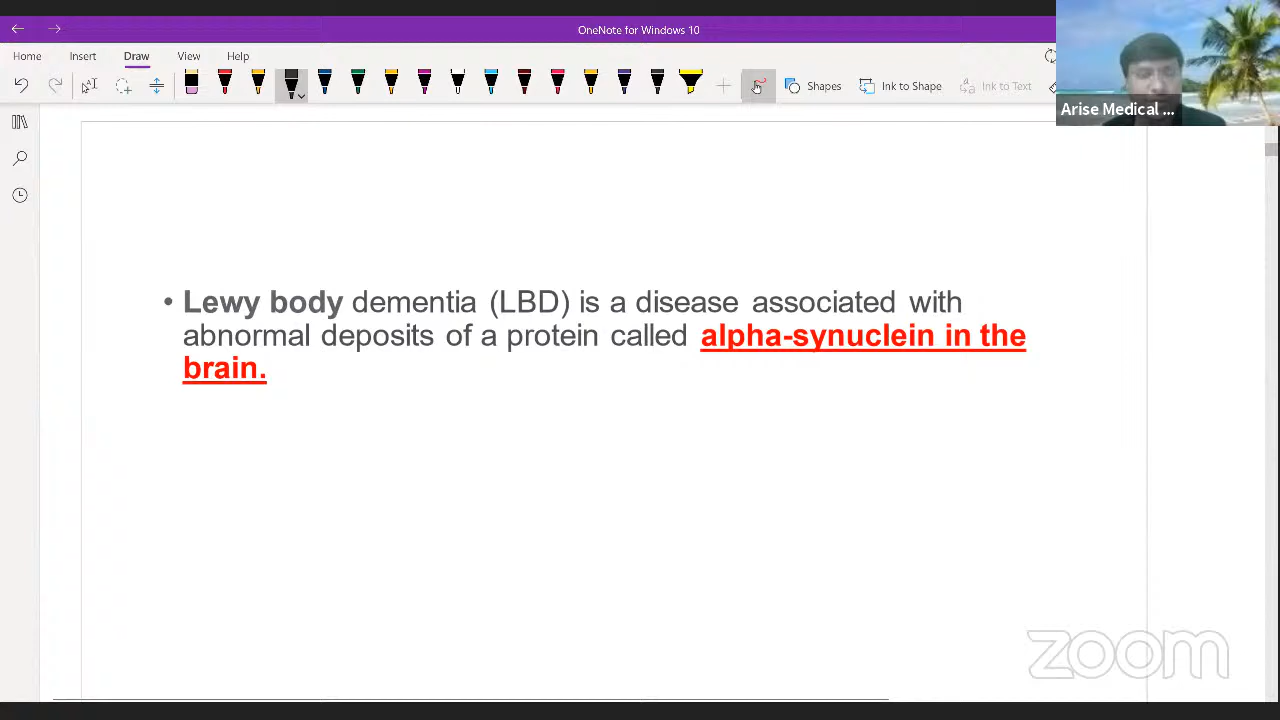 OneNote for Windows 10
Home Insert Draw View Help
Shapes Ink to Shape Ink to Text
Arise Medical ...
• Lewy body dementia (LBD) is a disease associated with
abnormal deposits of a protein called alpha-synuclein in the
brain.
zoom